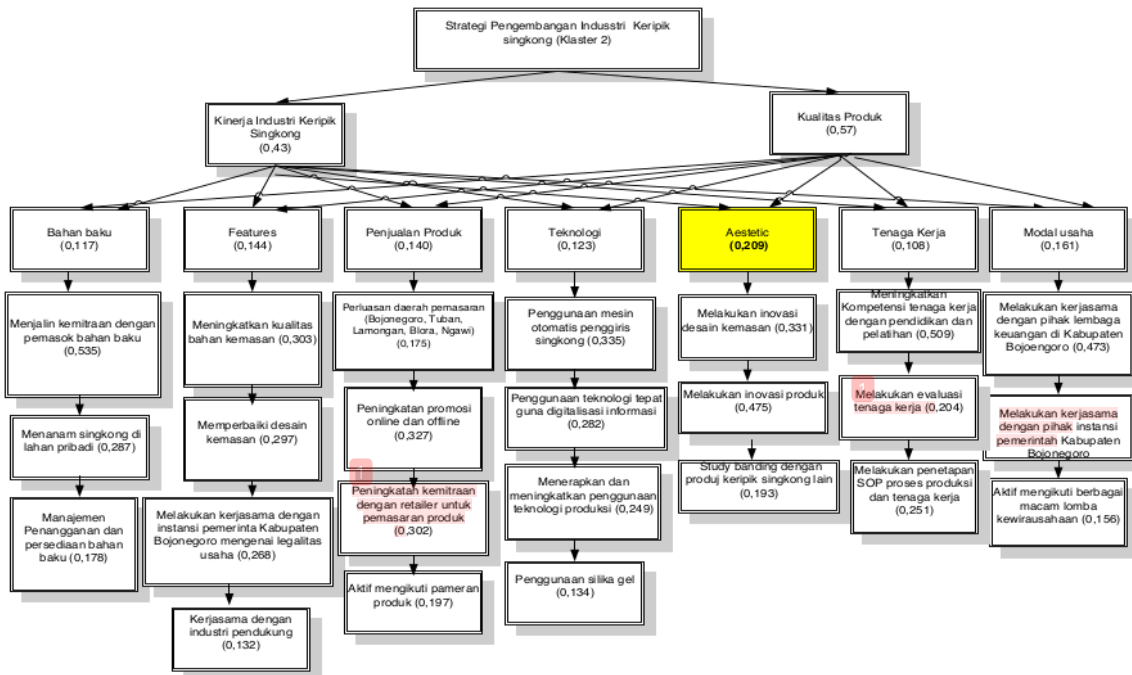 Strategi Pengembangan Indusstri Keripik
singkong (Klaster 2)
Kinerja Industri Keripik
Singkong
(0,43)
Kualitas Produk
(0,57)
Bahan baku
(0,117)
Features
(0,144)
Penjualan Produk
(0,140)
Teknologi
(0,123)
Aestetic
(0,209)
Tenaga Kerja
(0,108)
Modal usaha
(0,161)
Menjalin kemitraan dengan
pemasok bahan baku
(0,535)
Menanam singkong di
lahan pribadi (0,287)
Manajemen
Penangganan dan
persediaan bahan
baku (0,178)
Meningkatkan kualitas
bahan kemasan (0,303)
Memperbaiki desain
kemasan (0,297)
Melakukan kerjasama dengan
instansi pemerinta Kabupaten
Bojonegoro mengenai legalitas
usaha (0,268)
Kerjasama dengan
industri pendukung
(0,132)
Perluasan daerah pemasaran
(Bojonegoro, Tuban,
Lamongan, Blora, Ngawi)
(0,175)
Peningkatan promosi
online dan offline
(0,327)
1
Peningkatan kemitraan
dengan retailer untuk
pemasaran produk
(0,302)
Aktif mengikuti pameran
produk (0,197)
Penggunaan mesin
otomatis penggiris
singkong (0,335)
Penggunaan teknologi tepat
guna digitalisasi informasi
(0,282)
Menerapkan dan
meningkatkan penggunaan
teknologi produksi (0,249)
Penggunaan silika gel
(0,134)
Melakukan inovasi
desain kemasan (0,331)
Melakukan inovasi produk
(0,475)
Study banding dengan
produj keripik singkong lain
(0,193)
Meningkatkan
Kompetensi tenaga kerja
dengan pendidikan dan
pelatihan (0,509)
1
Melakukan evaluasi
tenaga kerja (0,204)
Melakukan penetapan
SOP proses produksi
dan tenaga kerja
(0,251)
Melakukan kerjasama
dengan pihak lembaga
keuangan di Kabupaten
Bojoengoro (0,473)
Melakukan kerjasama
dengan pihak instansi
pemerintah Kabupaten
Bojonegoro
Aktif mengikuti berbagai
macam lomba
kewirausahaan (0,156)